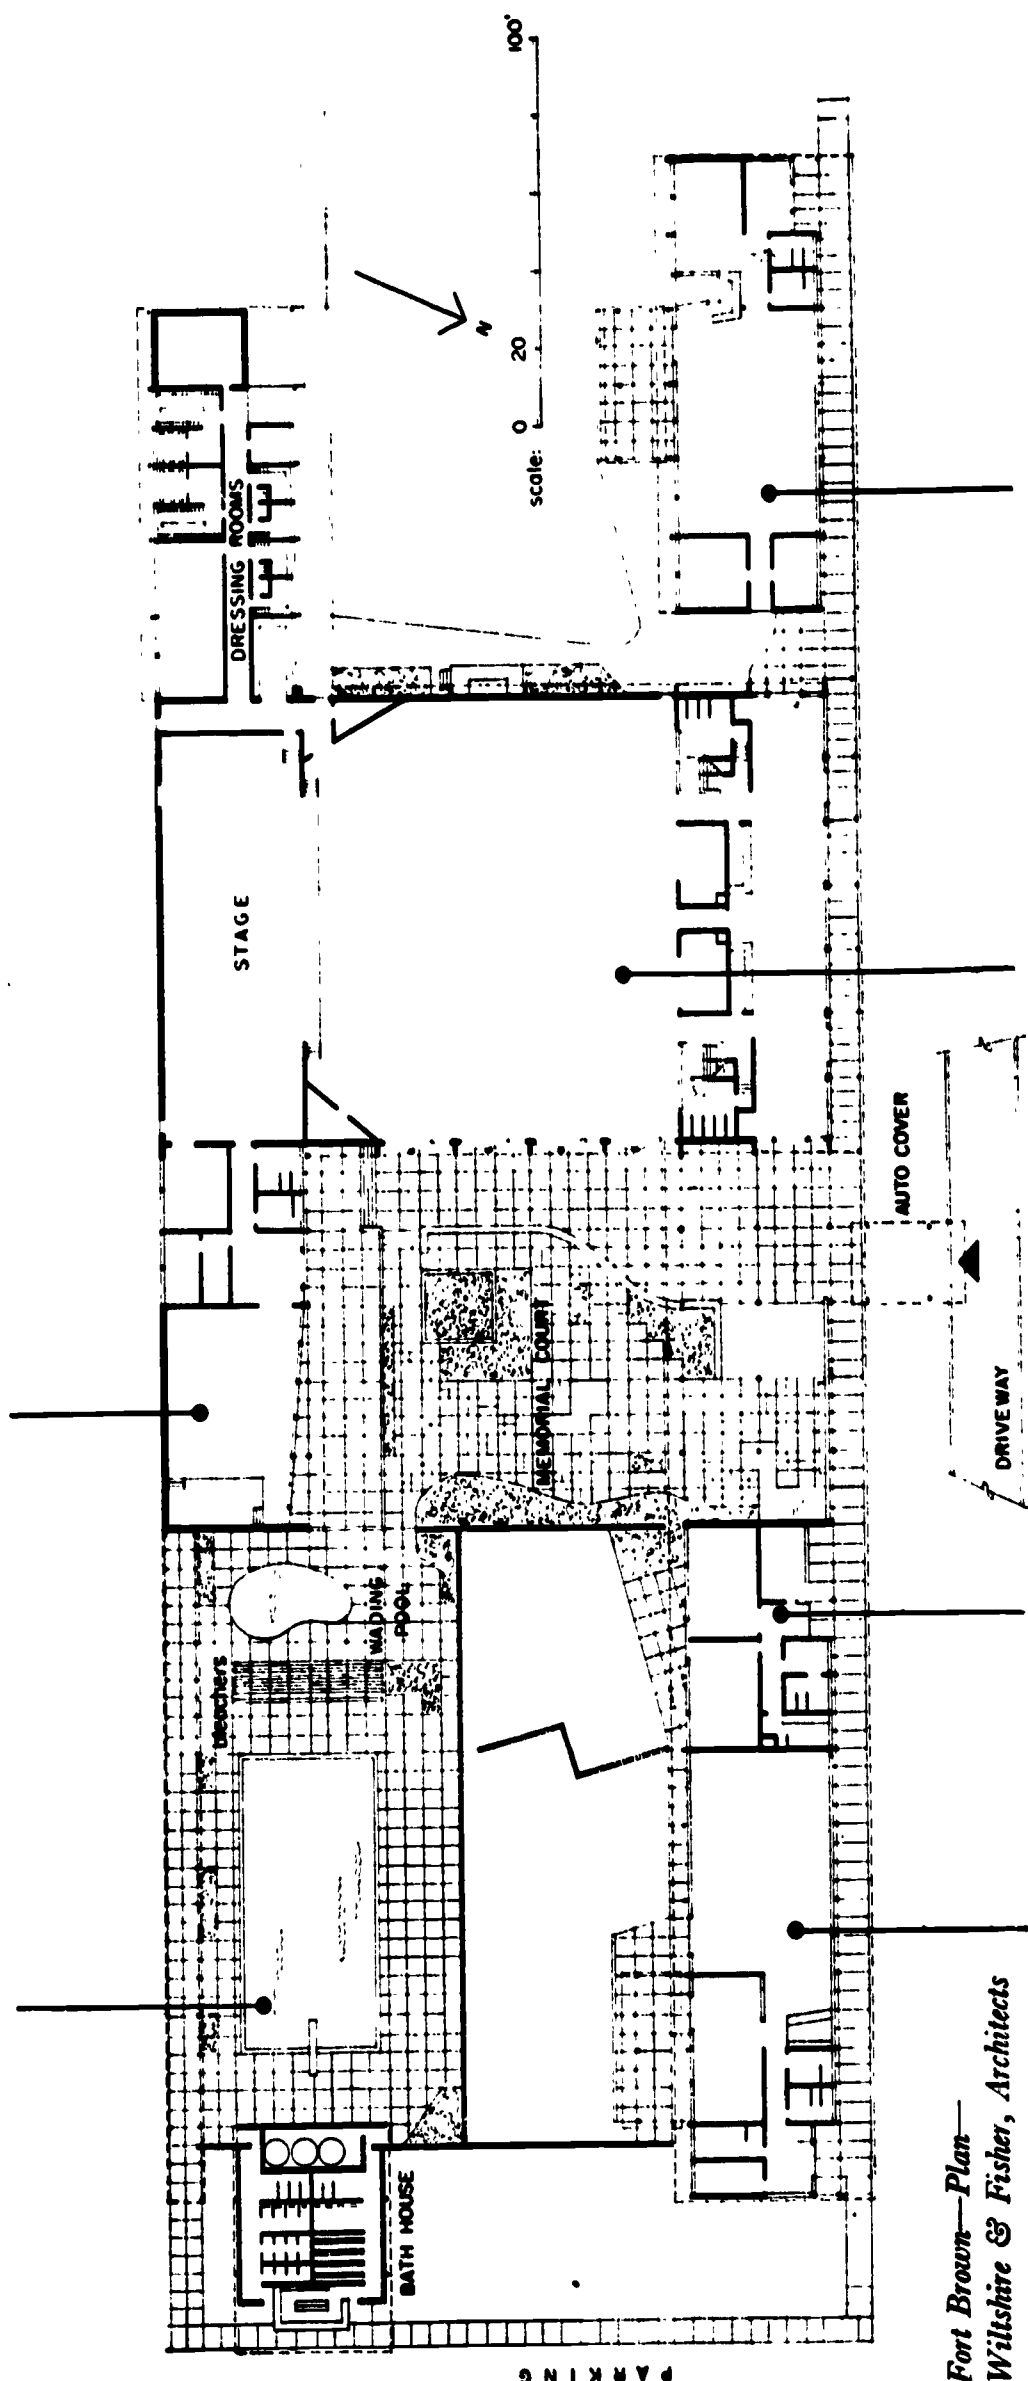 100'
20
0
scale:
N
DRESSING ROOMS
STAGE
AUTO COVER
MEMORIAL COURT
DRIVEWAY
WADING
POOL
bleachers
BATH HOUSE
PARKING
Fort Brown—Plan—
Wiltshire & Fisher, Architects